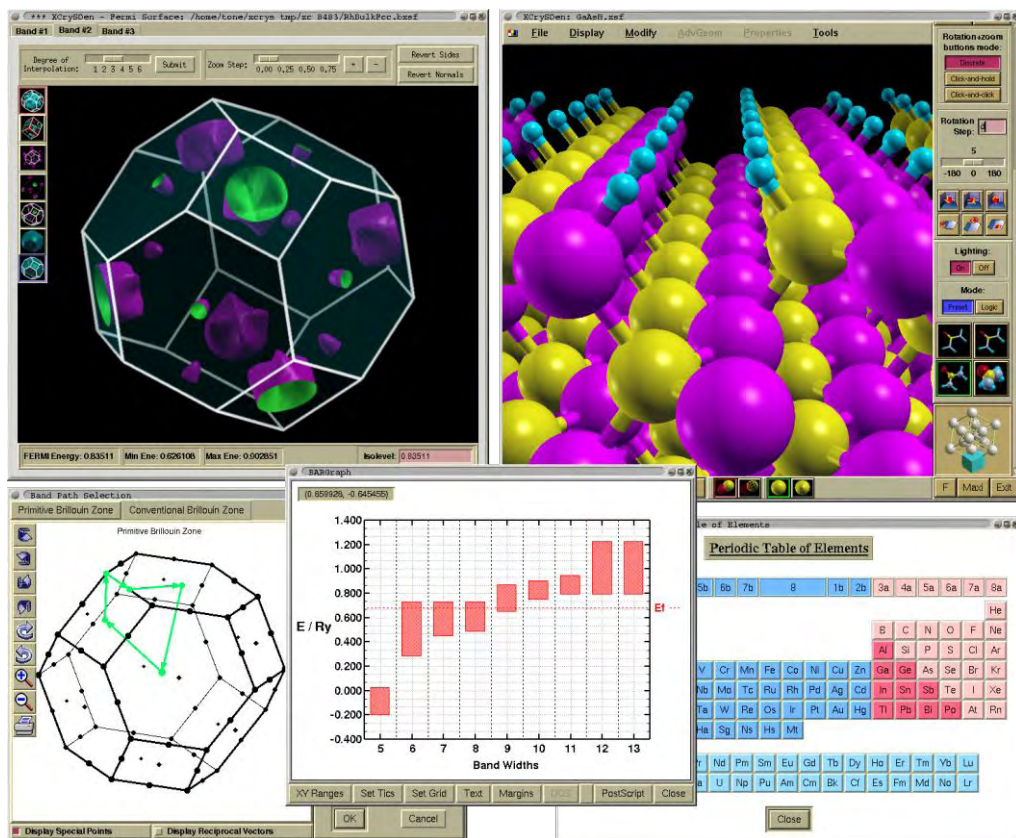 *** XCrySDen - Fermi Surface: /home/tone/xcrys tmp/xc 8483/RhBulkPcc.bxsf
Band #1 Band #2 Band #3
Degree of Interpolation:
1 2 3 4 5 6
Submit
Zoom Step:
0,00 0,25 0,50 0,75
+ -
Revert Sides
Revert Normals
FERMI Energy: 0.83511 Min Ene: 0.626108 Max Ene: 0.902851 Isolevel: 0.83511
XCrySDen: GaAsH.xsf
File Display Modify AdvGeom Properties Tools
Rotation+zoom
buttons mode:
Discrete
Click-and-hold
Click-and-click
Rotation
Step:
5
-180 0 180
Lighting:
On Off
Mode:
Preset Logic
F Maxi Exit
Band Path Selection
Primitive Brillouin Zone Conventional Brillouin Zone
Primitive Brillouin Zone
Display Special Points Display Reciprocal Vectors
OK Cancel
BARGraph
(0.659926, -0.645455)
1.400
1.200
1.000
0.800
0.600
0.400
0.200
0.000
-0.200
-0.400
E / Ry
Ef
5 6 7 8 9 10 11 12 13
Band Widths
XY Ranges Set Tics Set Grid Text Margins DOS PostScript Close
le of Elements
Periodic Table of Elements
5b 6b 7b 8 1b 2b 3a 4a 5a 6a 7a 8a
He
B C N O F Ne
Al Si P S Cl Ar
V Cr Mn Fe Co Ni Cu Zn Ga Ge As Se Br Kr
Nb Mo Tc Ru Rh Pd Ag Cd In Sn Sb Te I Xe
Ta W Re Os Ir Pt Au Hg Tl Pb Bi Po At Rn
Ha Sg Ns Hs Mt
Pr Nd Pm Sm Eu Gd Tb Dy Ho Er Tm Yb Lu
U Np Pu Am Cm Bk Cf Es Fm Md No Lr
Close